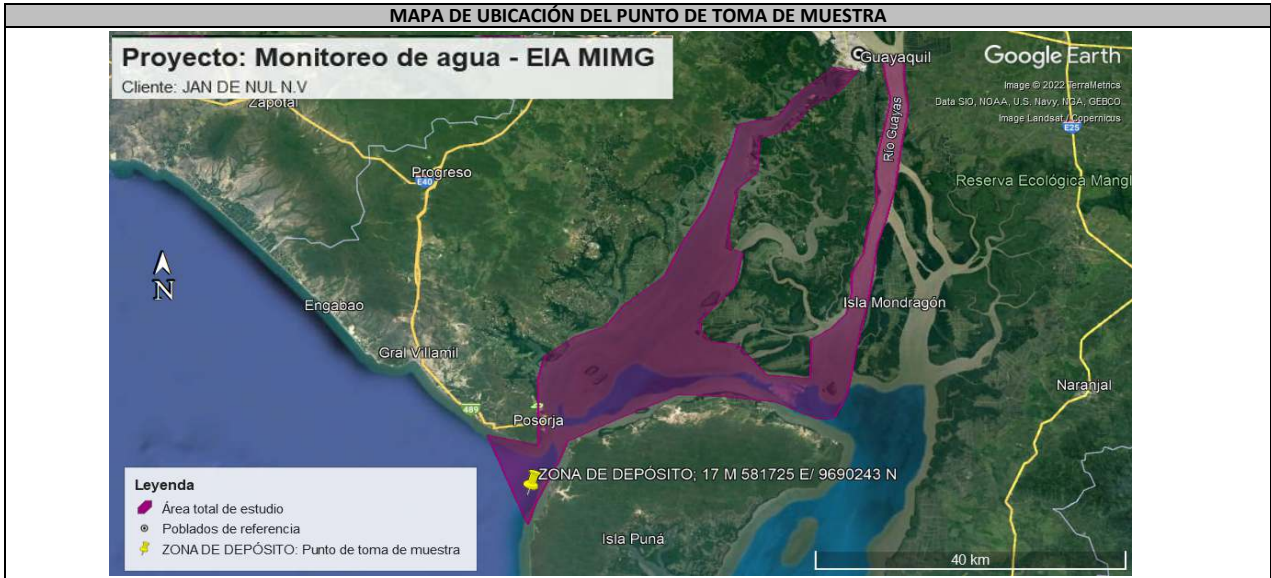 MAPA DE UBICACIÓN DEL PUNTO DE TOMA DE MUESTRA
Proyecto: Monitoreo de agua - EIA MIMG
Cliente: JAN DE NUL N.V
Google Earth
Image © 2022 TerraMetrics
Data SIO, NOAA, U.S. Navy, NGA, GEBCO
Image Landsat / Copernicus
Guayaquil
Zapotal
E25
Río Guayas
Progreso
E40
Reserva Ecológica Mangl
N
Engabao
Isla Mondragón
Gral Villamil
Naranjal
489
Posorja
ZONA DE DEPÓSITO; 17 M 581725 E/ 9690243 N
Leyenda
Área total de estudio
Poblados de referencia
ZONA DE DEPÓSITO: Punto de toma de muestra
Isla Puná
40 km